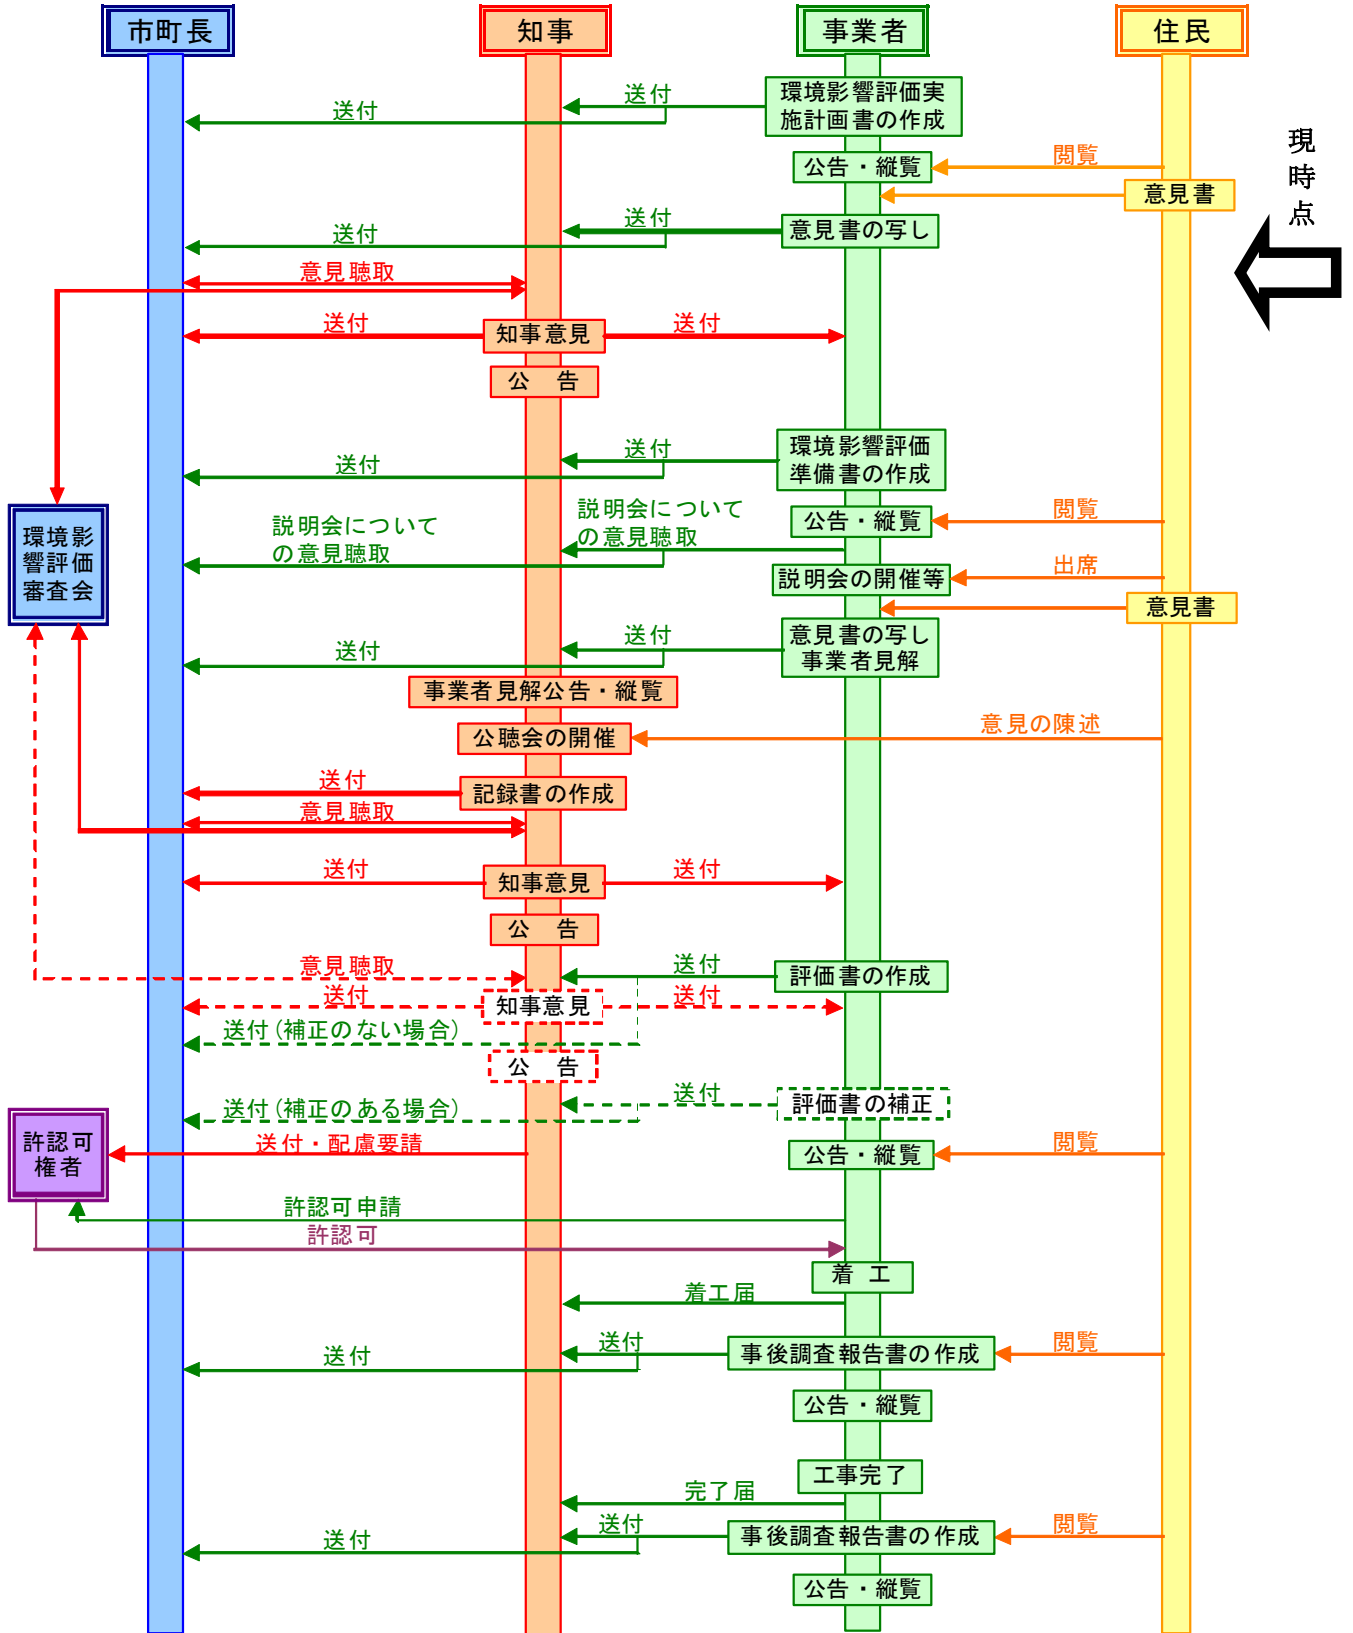 市町長
知事
事業者
住民
環境影響評価実
施計画書の作成
送付
送付
現
時
点
公告・縦覧
閲覧
意見書
意見書の写し
送付
送付
意見聴取
知事意見
送付
送付
公　告
環境影響評価
準備書の作成
送付
送付
公告・縦覧
閲覧
説明会について
の意見聴取
説明会について
の意見聴取
環境影
響評価
審査会
説明会の開催等
出席
意見書
意見書の写し
事業者見解
送付
送付
事業者見解公告・縦覧
公聴会の開催
意見の陳述
記録書の作成
送付
意見聴取
知事意見
送付
送付
公　告
評価書の作成
送付
意見聴取
知事意見
送付
送付
送付(補正のない場合)
公　告
評価書の補正
送付
送付(補正のある場合)
許認可
権者
送付・配慮要請
公告・縦覧
閲覧
許認可申請
許認可
着 工
着工届
事後調査報告書の作成
送付
送付
閲覧
公告・縦覧
工事完了
完了届
事後調査報告書の作成
送付
送付
閲覧
公告・縦覧